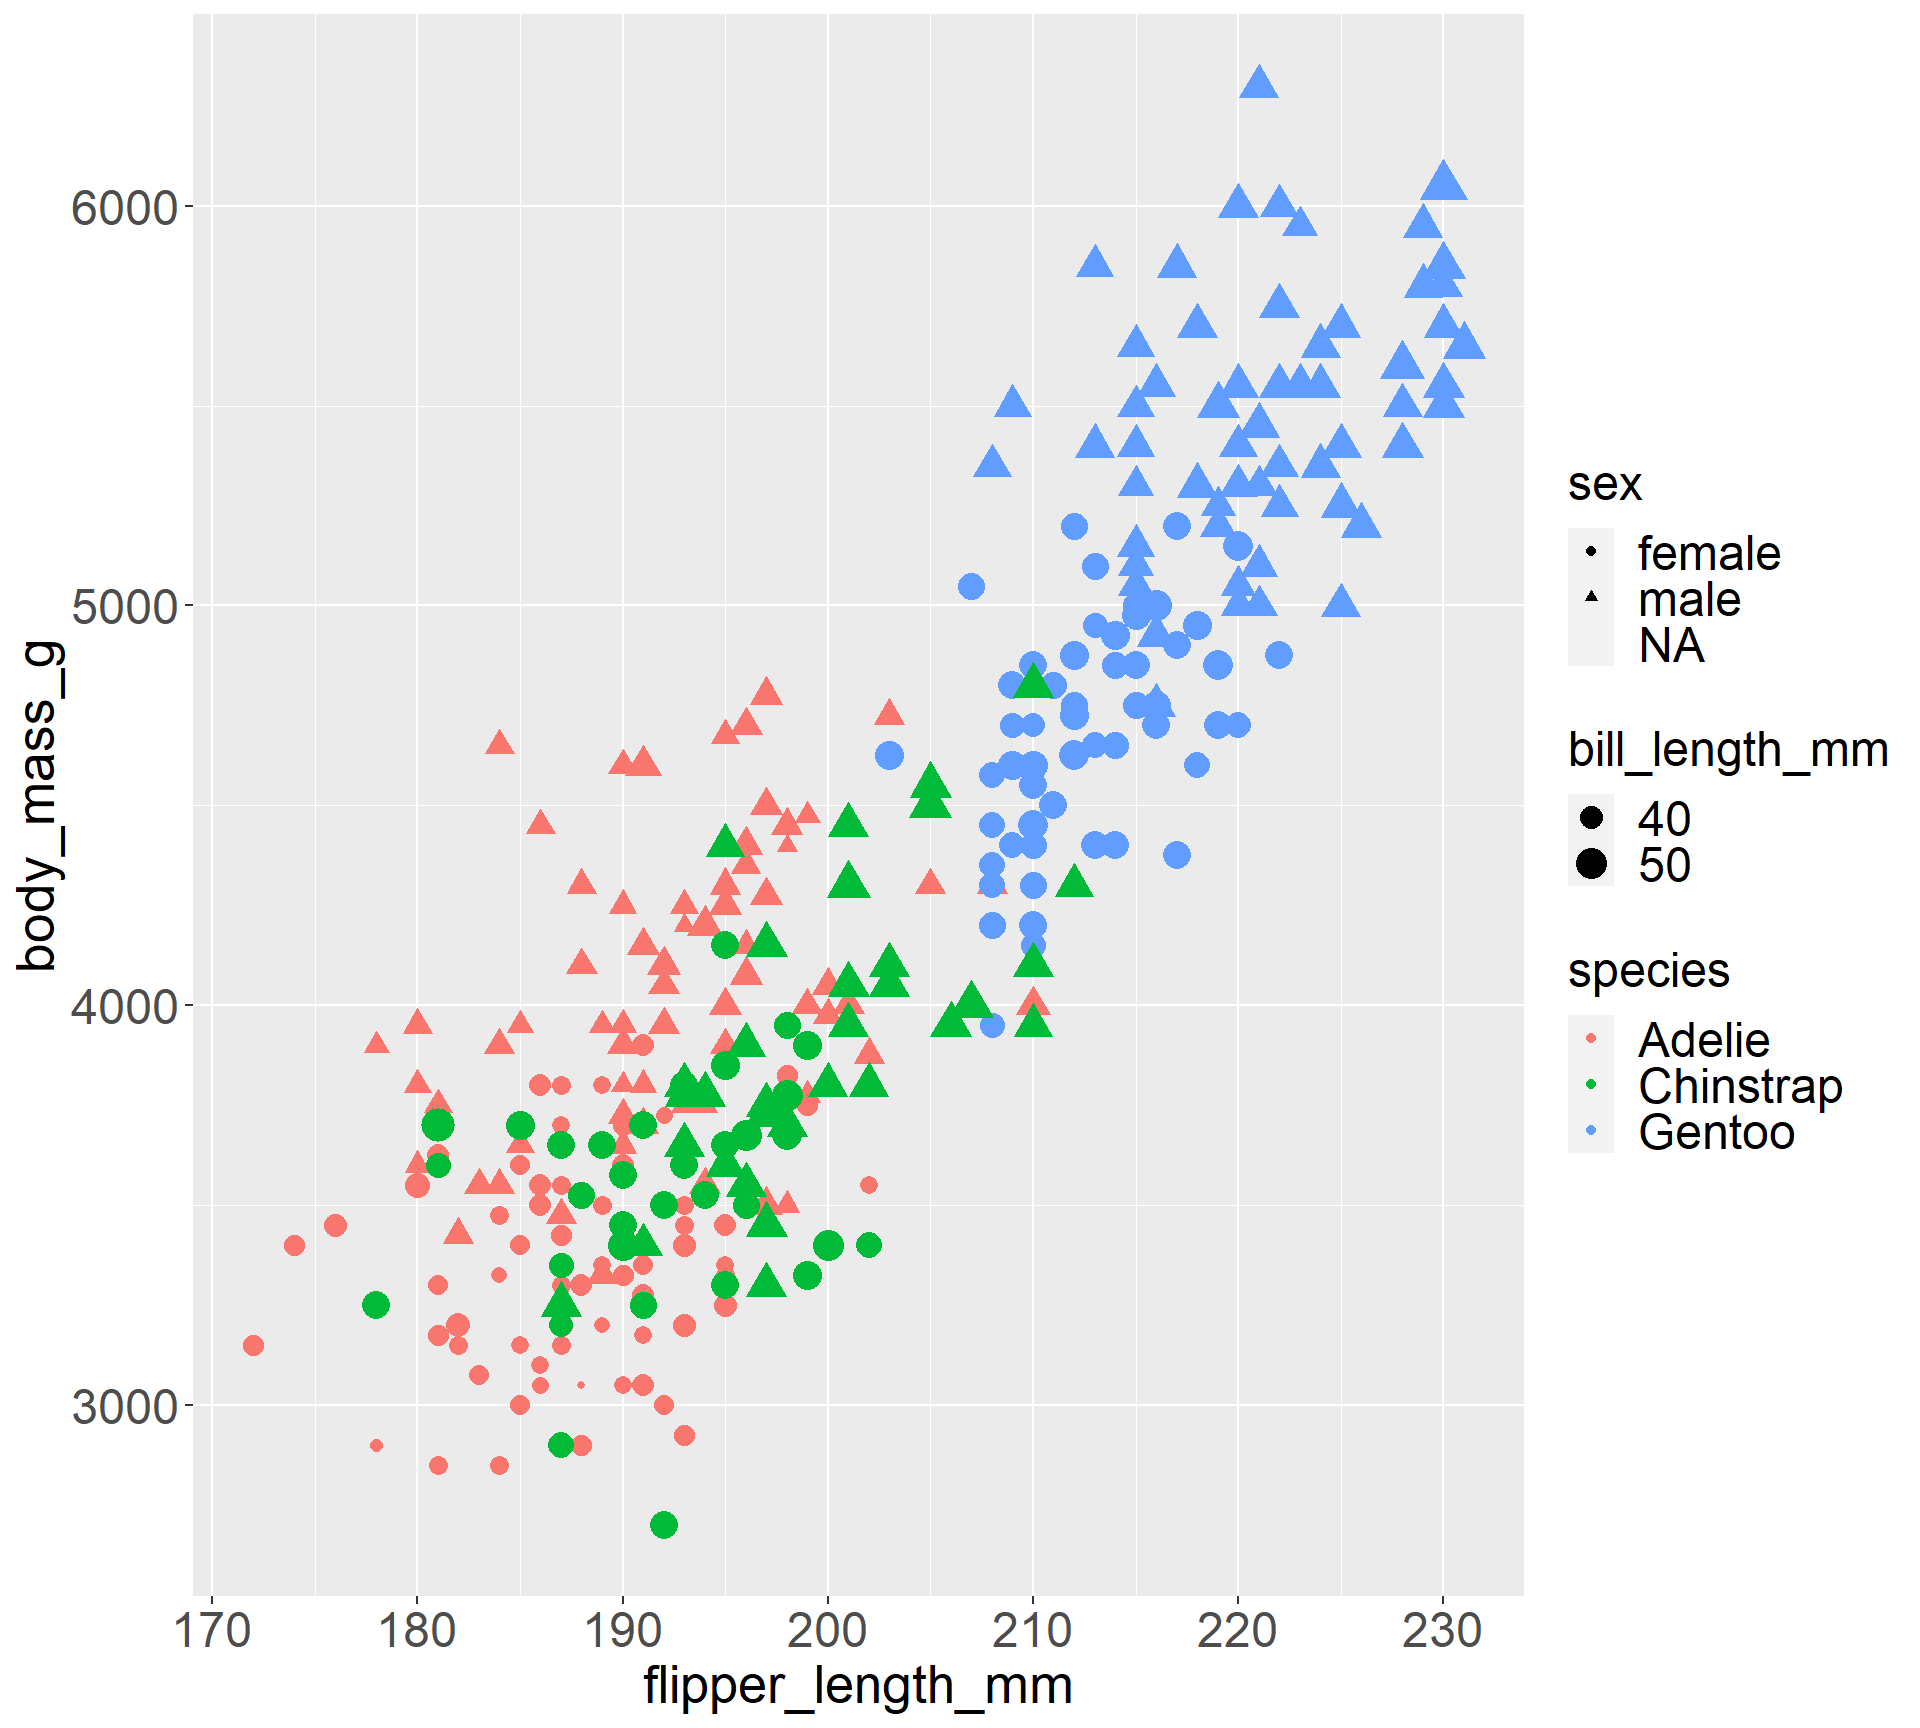 6000
5000
4000
3000
body_mass_g
170 180 190 200 210 220 230
flipper_length_mm
sex
female
male
NA
bill_length_mm
40
50
species
Adelie
Chinstrap
Gentoo